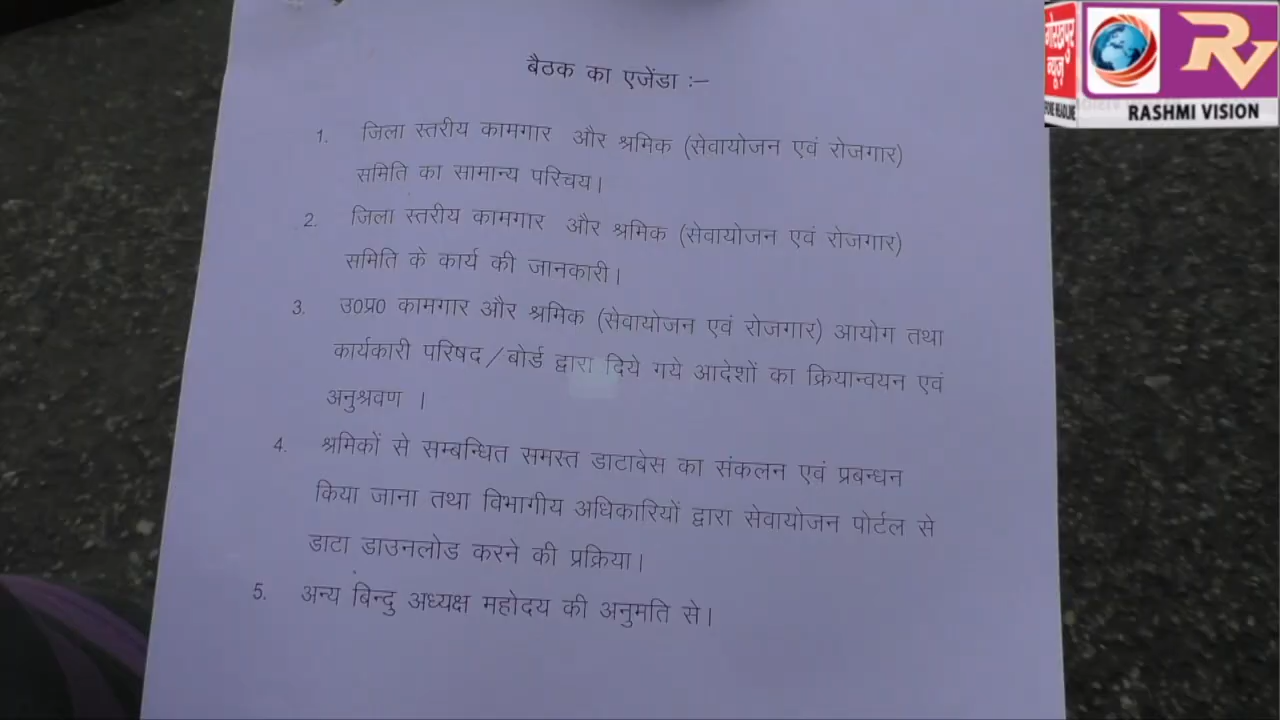 बैठक का एजेंडा :–
1. जिला स्तरीय कामगार और श्रमिक (सेवायोजन एवं रोजगार)
समिति का सामान्य परिचय।
2. जिला स्तरीय कामगार और श्रमिक (सेवायोजन एवं रोजगार)
समिति के कार्य की जानकारी।
3. उ0प्र0 कामगार और श्रमिक (सेवायोजन एवं रोजगार) आयोग तथा
कार्यकारी परिषद/बोर्ड द्वारा दिये गये आदेशों का क्रियान्वयन एवं
अनुश्रवण ।
4. श्रमिकों से सम्बन्धित समस्त डाटाबेस का संकलन एवं प्रबन्धन
किया जाना तथा विभागीय अधिकारियों द्वारा सेवायोजन पोर्टल से
डाटा डाउनलोड करने की प्रक्रिया।
5. अन्य बिन्दु अध्यक्ष महोदय की अनुमति से।
गोरखपुर
न्यूज़
HEADLINE
RV
RASHMI VISION